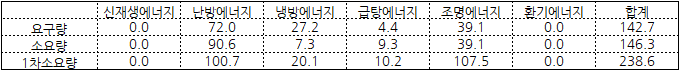 신재생에너지 난방에너지 냉방에너지 급탕에너지 조명에너지 환기에너지 합계
요구량 0.0 72.0 27.2 4.4 39.1 0.0 142.7
소요량 0.0 90.6 7.3 9.3 39.1 0.0 146.3
1차소요량 0.0 100.7 20.1 10.2 107.5 0.0 238.6